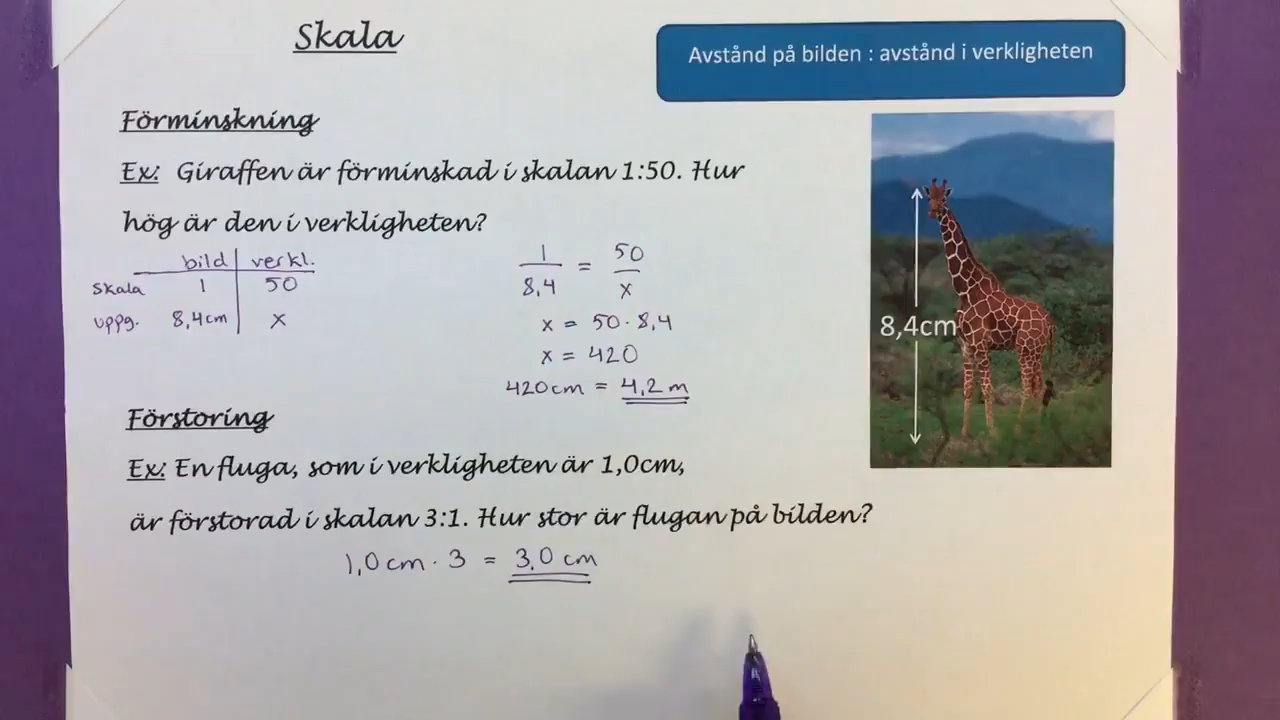 Skala
Avstånd på bilden : avstånd i verkligheten
Förminskning
Ex: Giraffen är förminskad i skalan 1:50. Hur
hög är den i verkligheten?
bild verkl.
skala 1 50
uppg. 8,4cm x
1/8,4 = 50/x
x = 50 · 8,4
x = 420
420cm = 4,2 m
8,4cm
Förstoring
Ex: En fluga, som i verkligheten är 1,0cm,
är förstorad i skalan 3:1. Hur stor är flugan på bilden?
1,0 cm · 3 = 3,0 cm